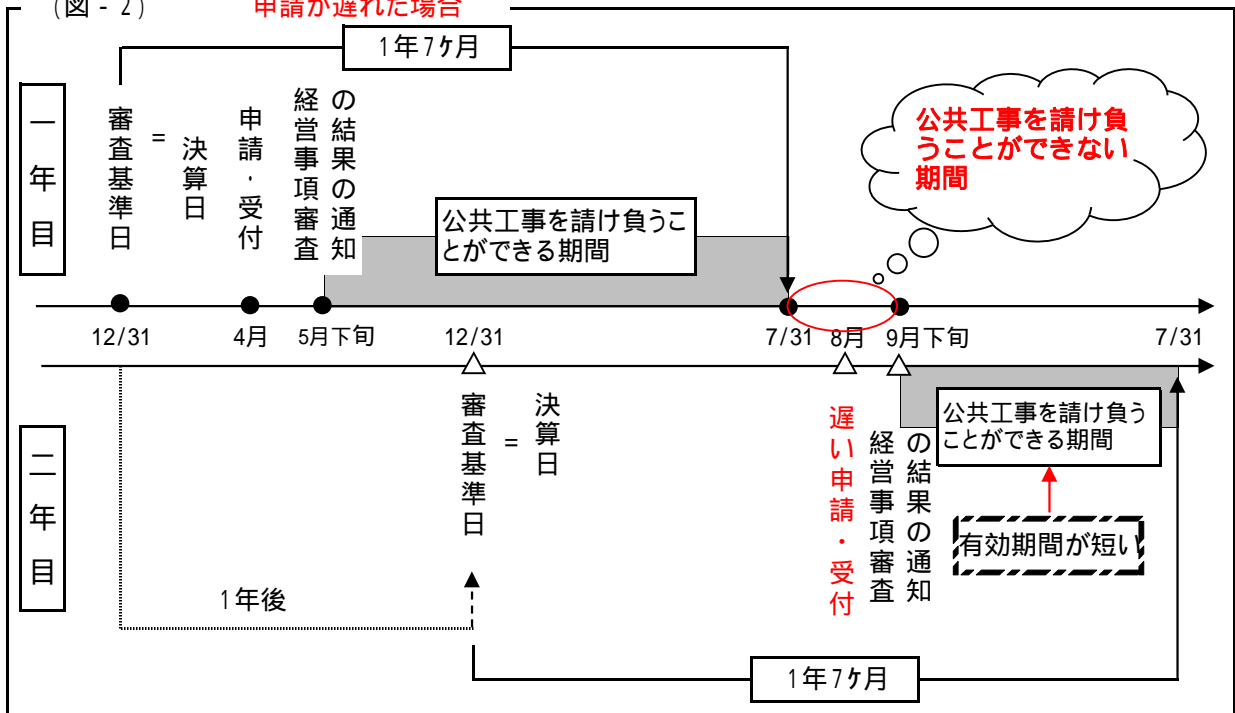 (図 - 2)　申請が遅れた場合
1年7ケ月
一年目
審査基準日
=
決算日
申請・受付
経営事項審査
の結果の通知
公共工事を請け負うこ
とができる期間
公共工事を請け負
うことができない
期間
12/31
4月
5月下旬
12/31
7/31
8月
9月下旬
7/31
二年目
審査基準日
=
決算日
遅い申請・受付
経営事項審査
の結果の通知
公共工事を請け負う
ことができる期間
有効期間が短い
1年後
1年7ケ月